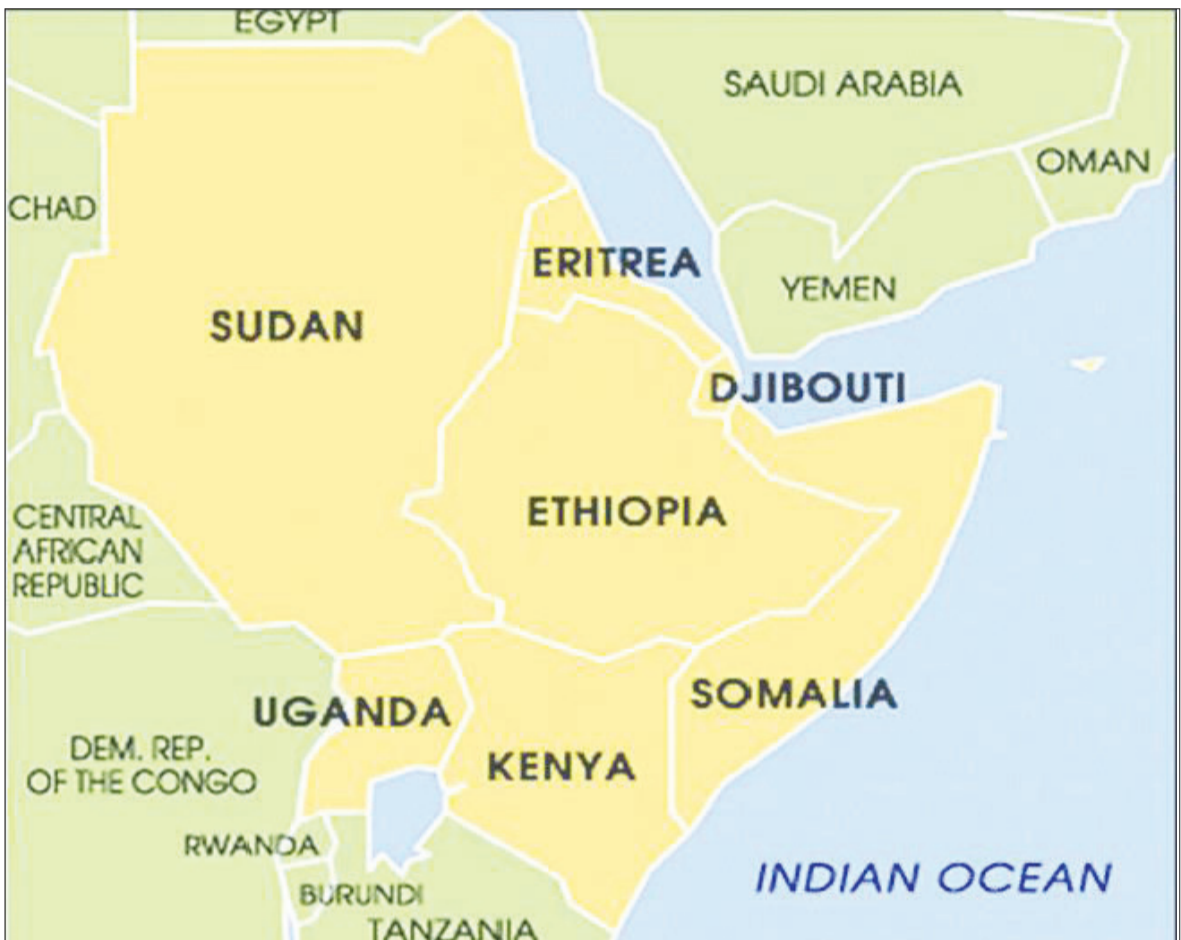 EGYPT
SAUDI ARABIA
OMAN
CHAD
ERITREA
YEMEN
SUDAN
DJIBOUTI
ETHIOPIA
CENTRAL
AFRICAN
REPUBLIC
SOMALIA
UGANDA
DEM. REP.
OF THE CONGO
KENYA
RWANDA
INDIAN OCEAN
BURUNDI
TANZANIA